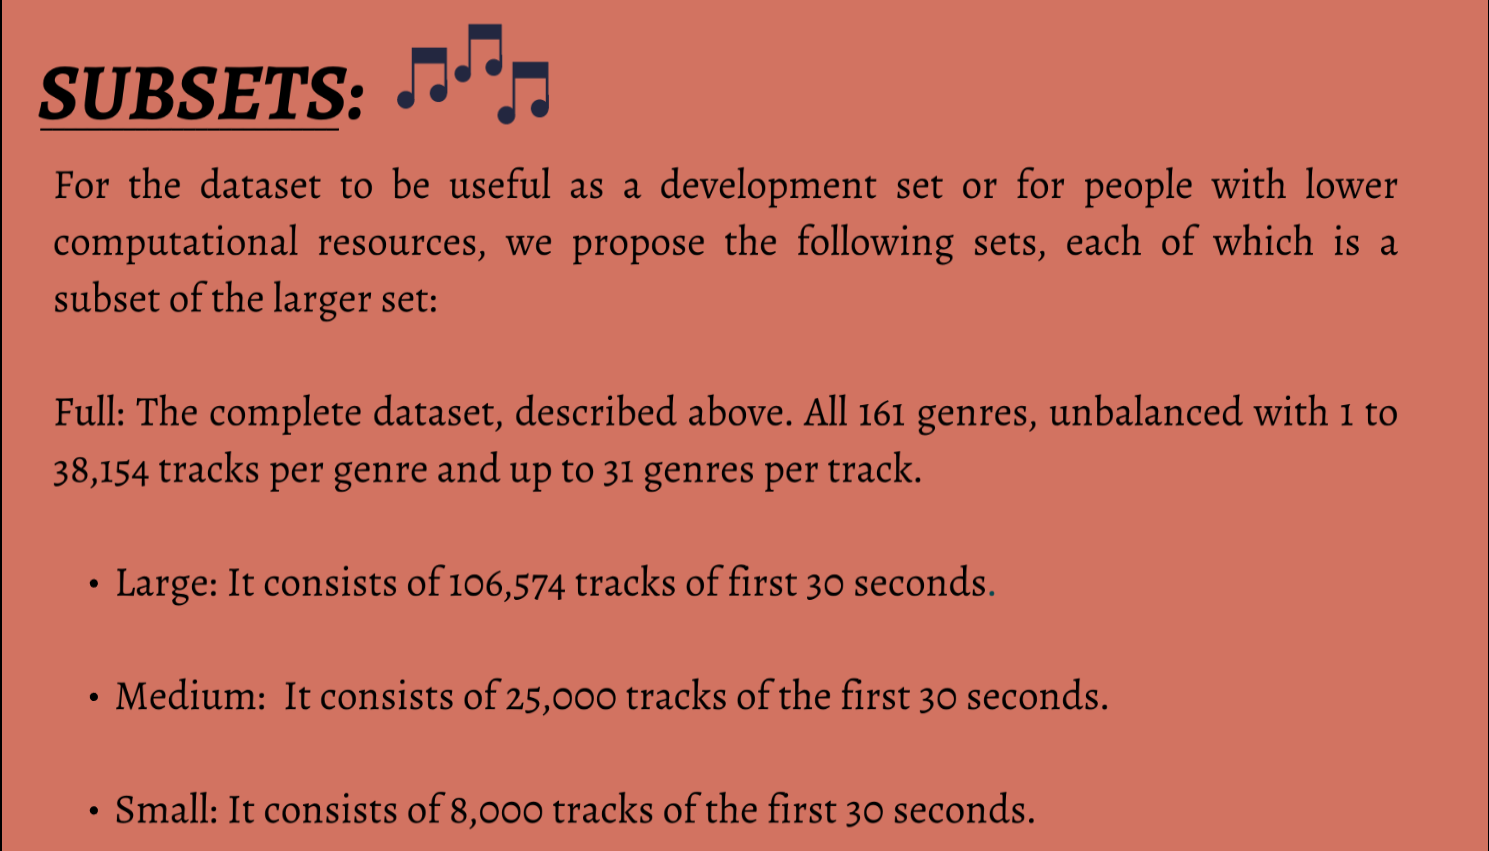 SUBSETS:
For the dataset to be useful as a development set or for people with lower
computational resources, we propose the following sets, each of which is a
subset of the larger set:
Full: The complete dataset, described above. All 161 genres, unbalanced with 1 to
38,154 tracks per genre and up to 31 genres per track.
• Large: It consists of 106,574 tracks of first 30 seconds.
• Medium:  It consists of 25,000 tracks of the first 30 seconds.
• Small: It consists of 8,000 tracks of the first 30 seconds.